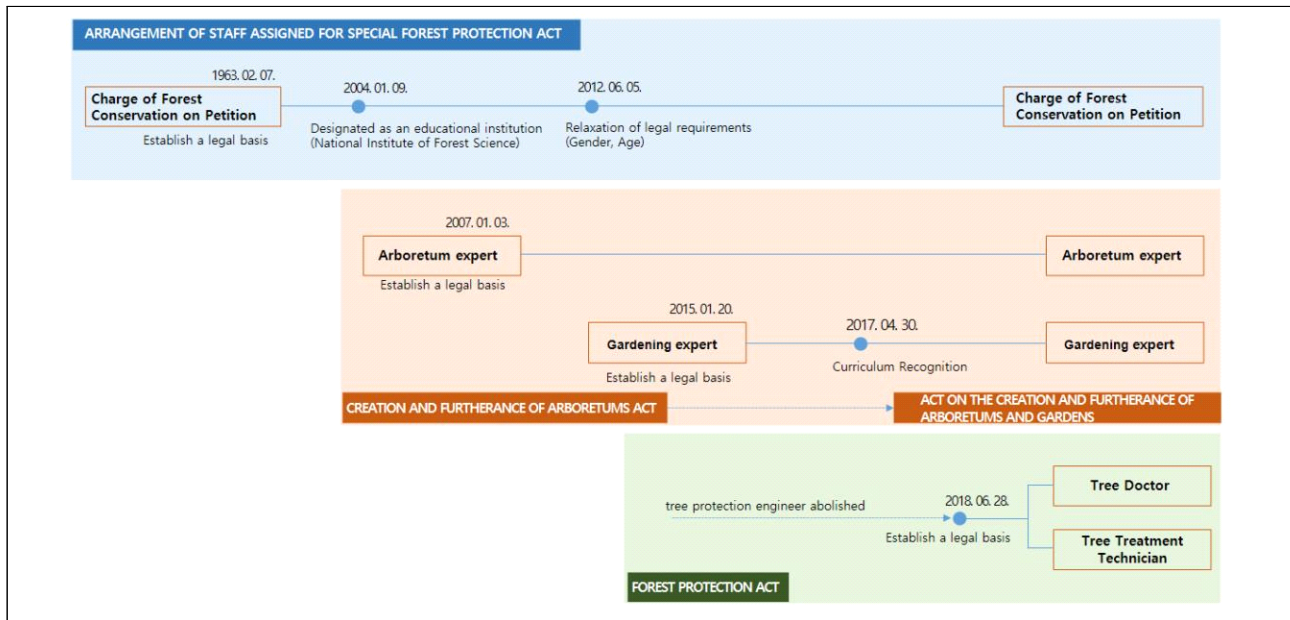 ARRANGEMENT OF STAFF ASSIGNED FOR SPECIAL FOREST PROTECTION ACT
1963. 02. 07.
Charge of Forest
Conservation on Petition
Establish a legal basis
2004. 01. 09.
Designated as an educational institution
(National Institute of Forest Science)
2012. 06. 05.
Relaxation of legal requirements
(Gender, Age)
Charge of Forest
Conservation on Petition
2007. 01. 03.
Arboretum expert
Establish a legal basis
Arboretum expert
2015. 01. 20.
Gardening expert
Establish a legal basis
2017. 04. 30.
Curriculum Recognition
Gardening expert
CREATION AND FURTHERANCE OF ARBORETUMS ACT
ACT ON THE CREATION AND FURTHERANCE OF
ARBORETUMS AND GARDENS
tree protection engineer abolished
2018. 06. 28.
Establish a legal basis
Tree Doctor
Tree Treatment
Technician
FOREST PROTECTION ACT